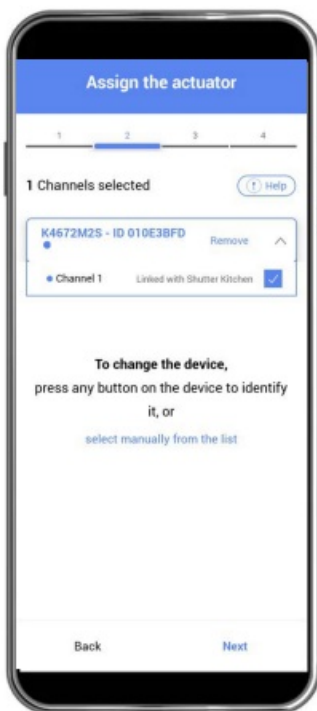 Assign the actuator
1 2 3 4
1 Channels selected
Help
K4672M2S - ID 010E3BFD
Remove
Channel 1 Linked with Shutter Kitchen
To change the device,
press any button on the device to identify
it, or
select manually from the list
Back Next